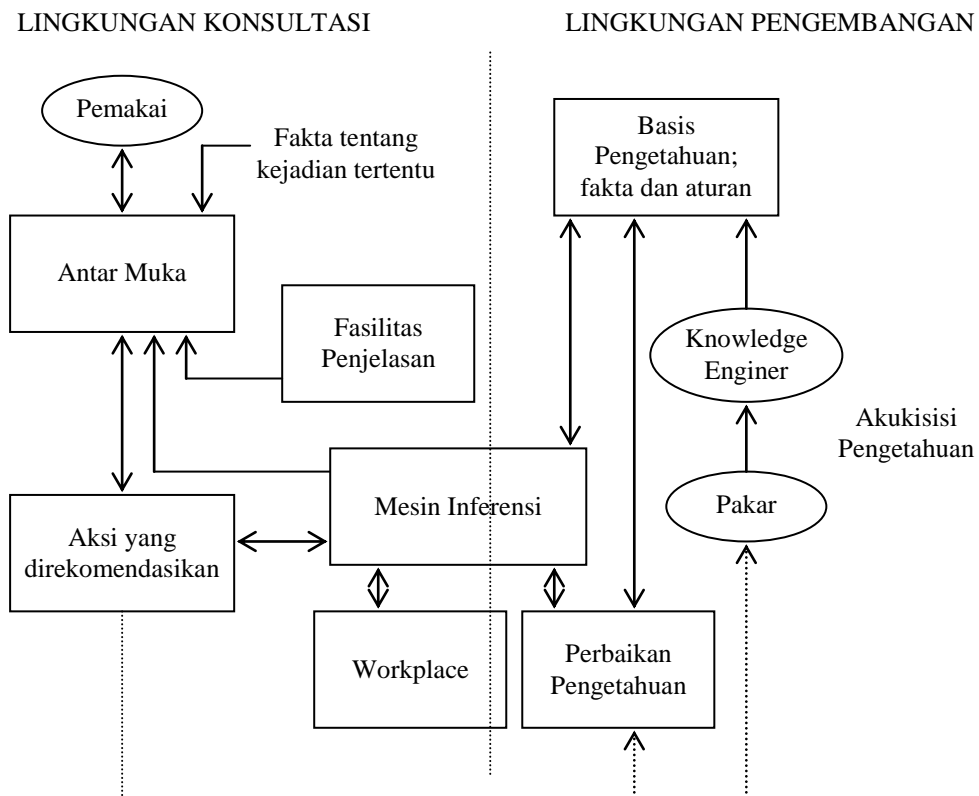 LINGKUNGAN KONSULTASI
LINGKUNGAN PENGEMBANGAN
Pemakai
Fakta tentang
kejadian tertentu
Basis
Pengetahuan;
fakta dan aturan
Antar Muka
Fasilitas
Penjelasan
Knowledge
Enginer
Akukisisi
Pengetahuan
Mesin Inferensi
Pakar
Aksi yang
direkomendasikan
Workplace
Perbaikan
Pengetahuan